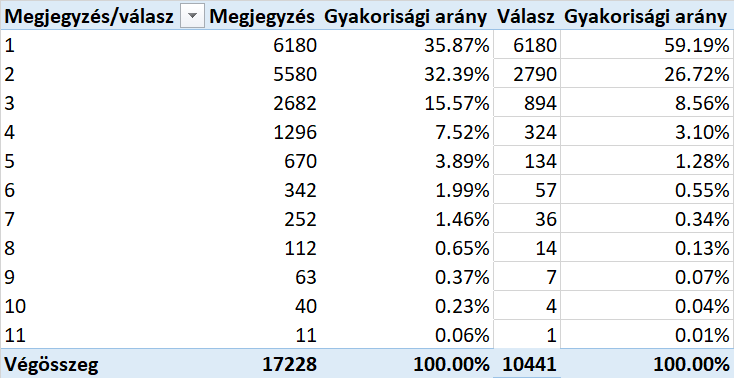 Megjegyzés/válasz Megjegyzés Gyakorisági arány Válasz Gyakorisági arány
1 6180 35.87% 6180 59.19%
2 5580 32.39% 2790 26.72%
3 2682 15.57% 894 8.56%
4 1296 7.52% 324 3.10%
5 670 3.89% 134 1.28%
6 342 1.99% 57 0.55%
7 252 1.46% 36 0.34%
8 112 0.65% 14 0.13%
9 63 0.37% 7 0.07%
10 40 0.23% 4 0.04%
11 11 0.06% 1 0.01%
Végösszeg 17228 100.00% 10441 100.00%